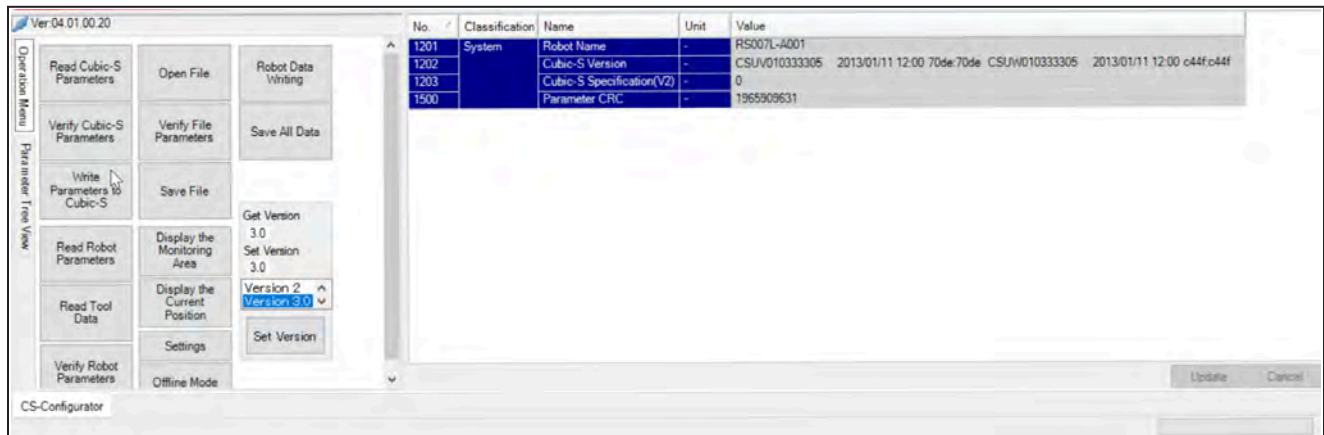 Ver:04.01.00.20
Operation Menu
Parameter Tree View
Read Cubic-S
Parameters
Open File
Robot Data
Writing
Verify Cubic-S
Parameters
Verify File
Parameters
Save All Data
Write
Parameters to
Cubic-S
Save File
Get Version
3.0
Set Version
3.0
Read Robot
Parameters
Display the
Monitoring
Area
Version 2
Version 3.0
Read Tool
Data
Display the
Current
Position
Set Version
Settings
Verify Robot
Parameters
Offline Mode
No. Classification Name Unit Value
1201 System Robot Name - RS007L-A001
1202 Cubic-S Version - CSUV010333305 2013/01/11 12:00 70de:70de CSUW010333305 2013/01/11 12:00 c44f:c44f
1203 Cubic-S Specification(V2) - 0
1500 Parameter CRC - 1965909631
Update Cancel
CS-Configurator